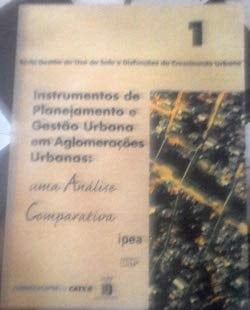 1
Série Gestão do Uso do Solo e Disfunções do Crescimento Urbano
Instrumentos de
Planejamento e
Gestão Urbana
em Aglomerações
Urbanas:
uma Análise
Comparativa
ipea